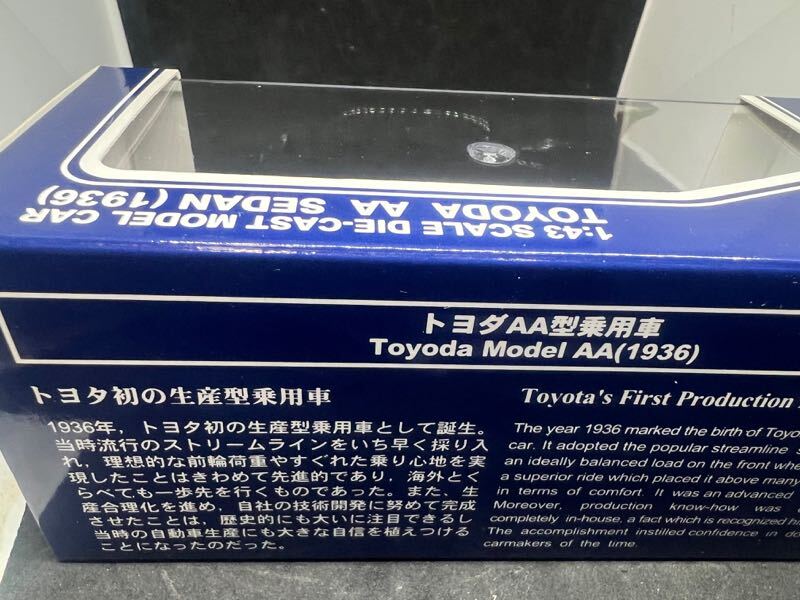 1:43 SCALE DIE-CAST MODEL CAR
TOYODA AA SEDAN (1936)
トヨダAA型乗用車
Toyoda Model AA(1936)
トヨタ初の生産型乗用車
1936年，トヨタ初の生産型乗用車として誕生。
当時流行のストリームラインをいち早く採り入
れ，理想的な前輪荷重やすぐれた乗り心地を実
現したことはきわめて先進的であり，海外とく
らべても一歩先を行くものであった。また，生
産合理化を進め，自社の技術開発に努めて完成
させたことは，歴史的にも大いに注目できるし
当時の自動車生産にも大きな自信を植えつける
ことになったのだった。
Toyota's First Production
The year 1936 marked the birth of Toyo
car. It adopted the popular streamline
an ideally balanced load on the front whe
a superior ride which placed it above many
in terms of comfort. It was an advanced
Moreover, production know-how was
completely in-house, a fact which is recognized hi
The accomplishment instilled confidence in do
carmakers of the time.